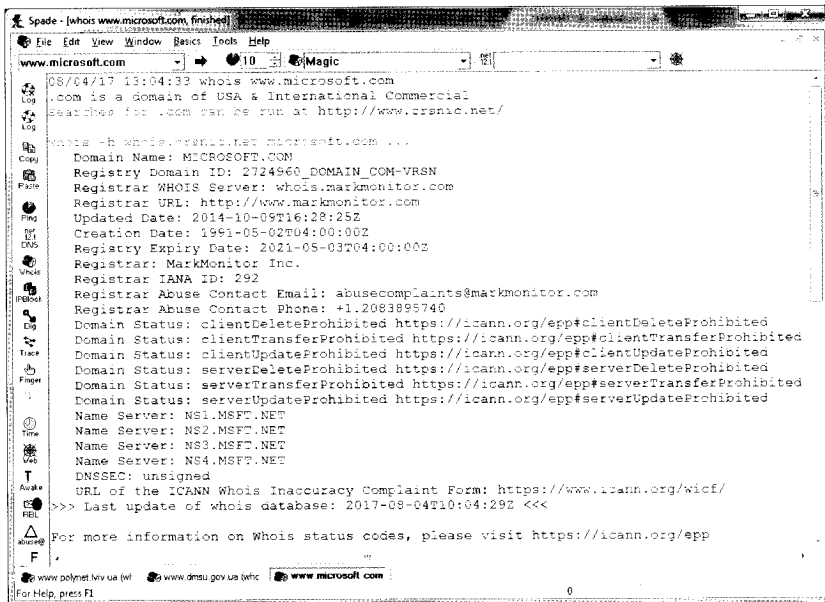 Spade - [whois www.microsoft.com, finished]
File Edit View Window Basics Tools Help
www.microsoft.com 10 Magic
08/04/17 13:04:33 whois www.microsoft.com
.com is a domain of USA & International Commercial
Searches for .com can be run at http://www.crsnic.net/
whois -h whois.crsnic.net microsoft.com ...
Domain Name: MICROSOFT.COM
Registry Domain ID: 2724960_DOMAIN_COM-VRSN
Registrar WHOIS Server: whois.markmonitor.com
Registrar URL: http://www.markmonitor.com
Updated Date: 2014-10-09T16:28:25Z
Creation Date: 1991-05-02T04:00:00Z
Registry Expiry Date: 2021-05-03T04:00:00Z
Registrar: MarkMonitor Inc.
Registrar IANA ID: 292
Registrar Abuse Contact Email: abusecomplaints@markmonitor.com
Registrar Abuse Contact Phone: +1.2083895740
Domain Status: clientDeleteProhibited https://icann.org/epp#clientDeleteProhibited
Domain Status: clientTransferProhibited https://icann.org/epp#clientTransferProhibited
Domain Status: clientUpdateProhibited https://icann.org/epp#clientUpdateProhibited
Domain Status: serverDeleteProhibited https://icann.org/epp#serverDeleteProhibited
Domain Status: serverTransferProhibited https://icann.org/epp#serverTransferProhibited
Domain Status: serverUpdateProhibited https://icann.org/epp#serverUpdateProhibited
Name Server: NS1.MSFT.NET
Name Server: NS2.MSFT.NET
Name Server: NS3.MSFT.NET
Name Server: NS4.MSFT.NET
DNSSEC: unsigned
URL of the ICANN Whois Inaccuracy Complaint Form: https://www.icann.org/wicf/
>>> Last update of whois database: 2017-08-04T10:04:29Z <<<
For more information on Whois status codes, please visit https://icann.org/epp
Log
Log
Copy
Paste
Ping
DNS
Whois
IPBlock
Dig
Trace
Finger
Time
Web
Awake
RBL
abuse@
F
www.polynet.lviv.ua (wh
www.dmsu.gov.ua (whc
www.microsoft.com
For Help, press F1
0